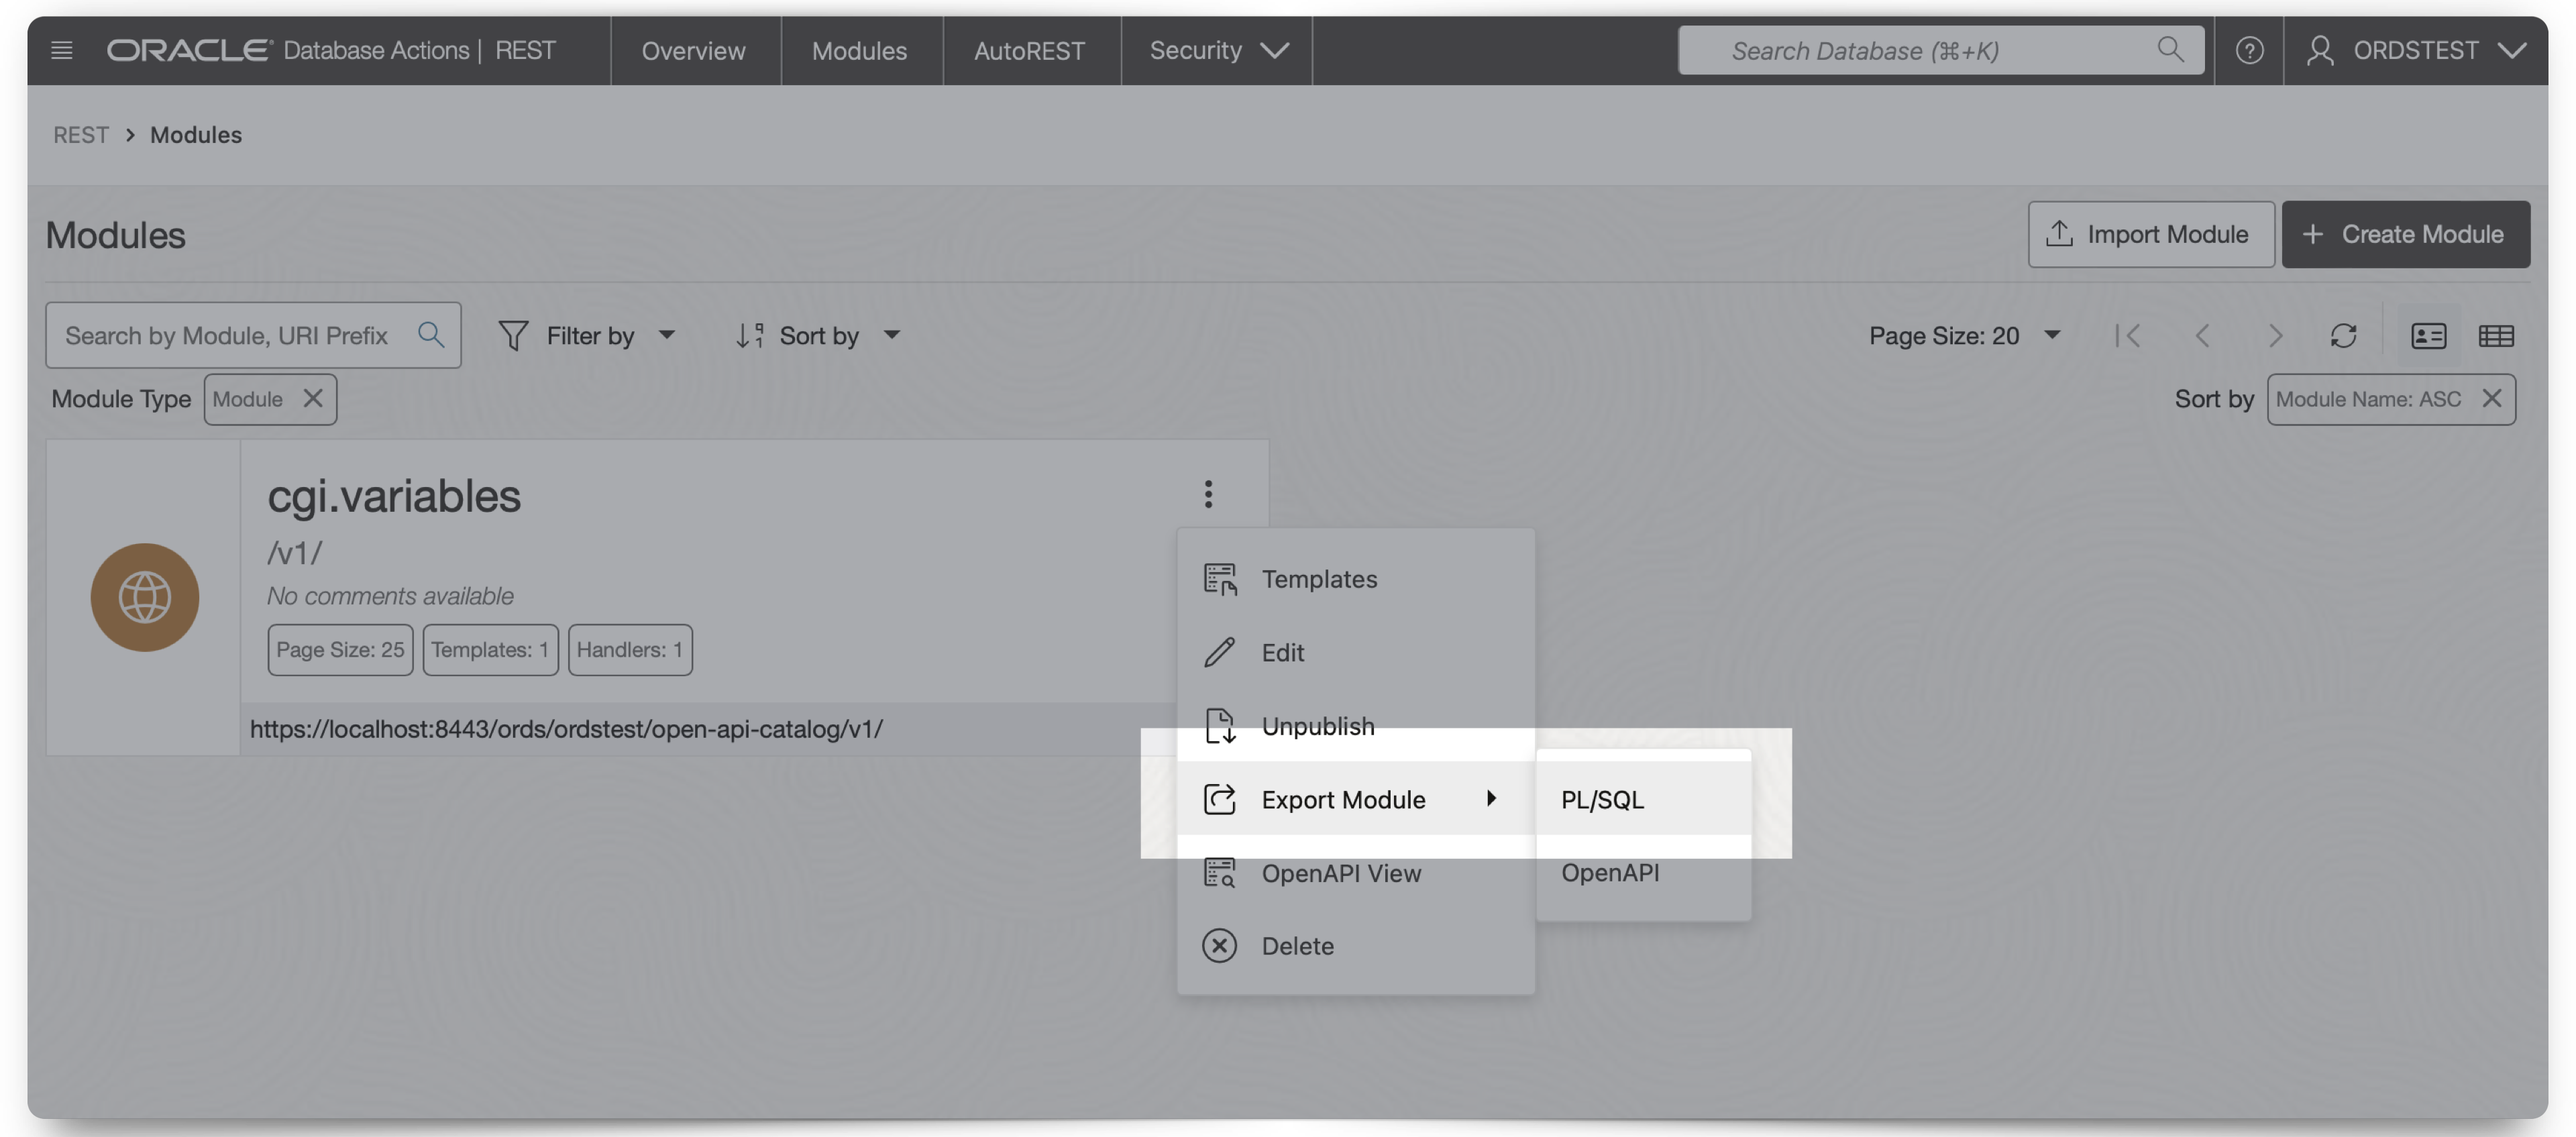 ORACLE® Database Actions | REST Overview Modules AutoREST Security Search Database (⌘+K) ORDSTEST
REST > Modules
Modules Import Module + Create Module
Search by Module, URI Prefix Filter by Sort by Page Size: 20
Module Type Module Sort by Module Name: ASC
cgi.variables
/v1/
No comments available
Page Size: 25 Templates: 1 Handlers: 1
https://localhost:8443/ords/ordstest/open-api-catalog/v1/
Templates
Edit
Unpublish
Export Module PL/SQL
OpenAPI View OpenAPI
Delete